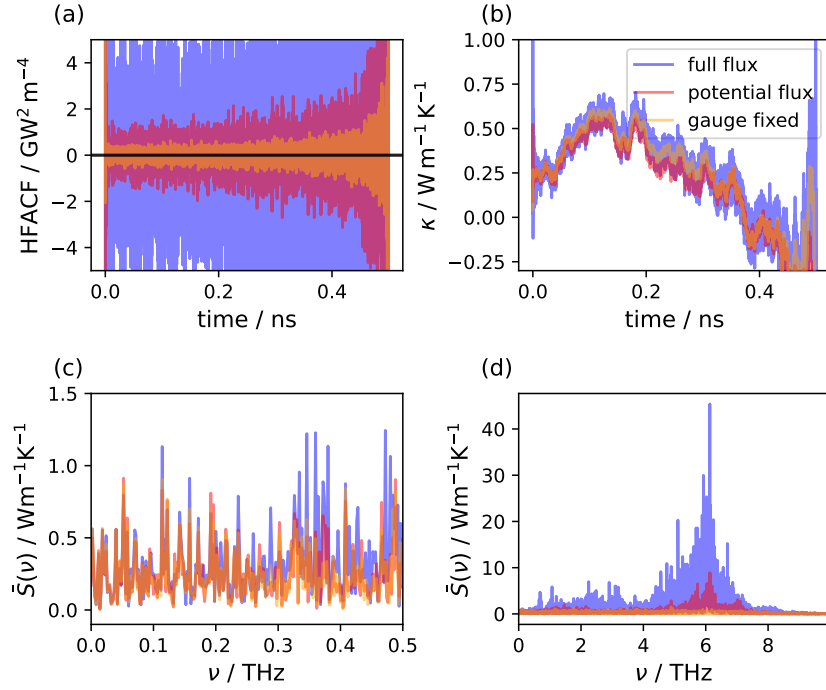 (a)
HFACF / GW² m⁻⁴
4
2
0
−2
−4
0.0
0.2
0.4
time / ns
(b)
κ / W m⁻¹ K⁻¹
1.00
0.75
0.50
0.25
0.00
−0.25
0.0
0.2
0.4
time / ns
full flux
potential flux
gauge fixed
(c)
S̄(ν) / Wm⁻¹K⁻¹
1.5
1.0
0.5
0.0
0.0
0.1
0.2
0.3
0.4
0.5
ν / THz
(d)
S̄(ν) / Wm⁻¹K⁻¹
40
30
20
10
0
0
2
4
6
8
ν / THz